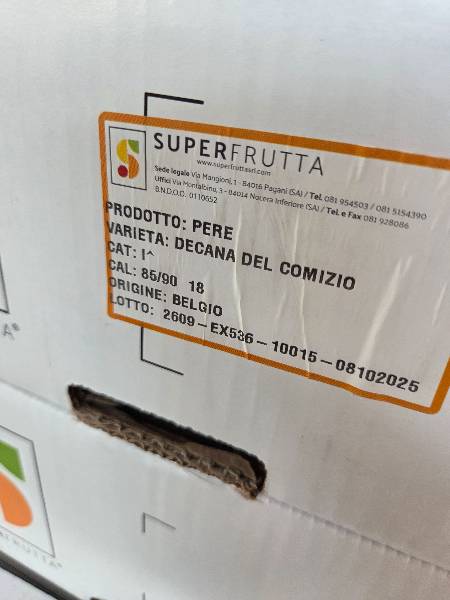 SUPERFRUTTA
www.superfruttasrl.com
Sede legale Via Mangioni, 1 - 84016 Pagani (SA) / Tel. 081 954503 / 081 5154390
Uffici Via Montalbino, 3 - 84014 Nocera Inferiore (SA) / Tel. e Fax 081 928086
B.N.D.O.O. 0110652
PRODOTTO: PERE
VARIETA: DECANA DEL COMIZIO
CAT: I^
CAL: 85/90 18
ORIGINE: BELGIO
LOTTO: 2609-EX536-10015-08102025